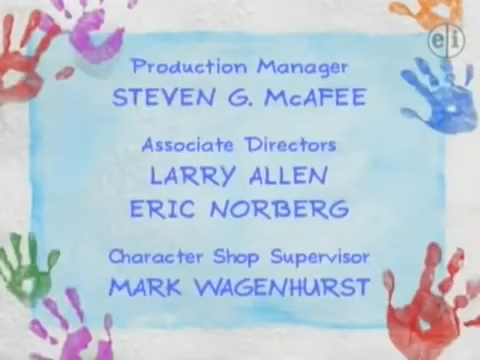 ei
Production Manager
STEVEN G. McAFEE
Associate Directors
LARRY ALLEN
ERIC NORBERG
Character Shop Supervisor
MARK WAGENHURST